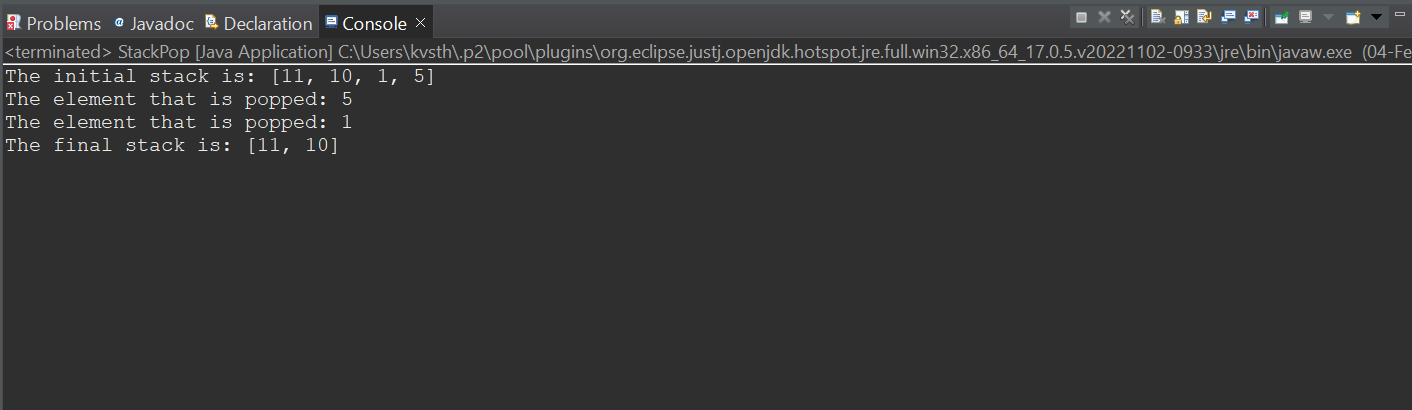 Problems @ Javadoc Declaration Console
<terminated> StackPop [Java Application] C:\Users\kvsth\.p2\pool\plugins\org.eclipse.justj.openjdk.hotspot.jre.full.win32.x86_64_17.0.5.v20221102-0933\jre\bin\javaw.exe (04-Fe
The initial stack is: [11, 10, 1, 5]
The element that is popped: 5
The element that is popped: 1
The final stack is: [11, 10]